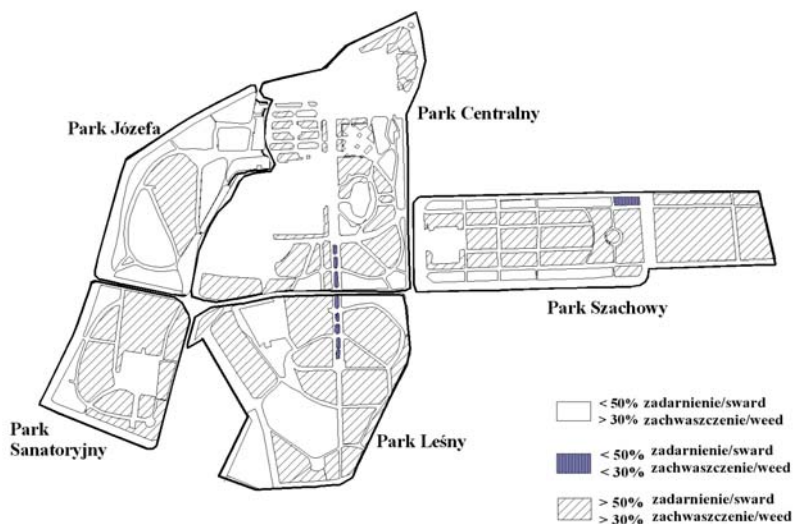 Park Józefa
Park Centralny
Park Szachowy
Park
Sanatoryjny
Park Leśny
< 50% zadarnienie/sward
> 30% zachwaszczenie/weed
< 50% zadarnienie/sward
< 30% zachwaszczenie/weed
> 50% zadarnienie/sward
> 30% zachwaszczenie/weed